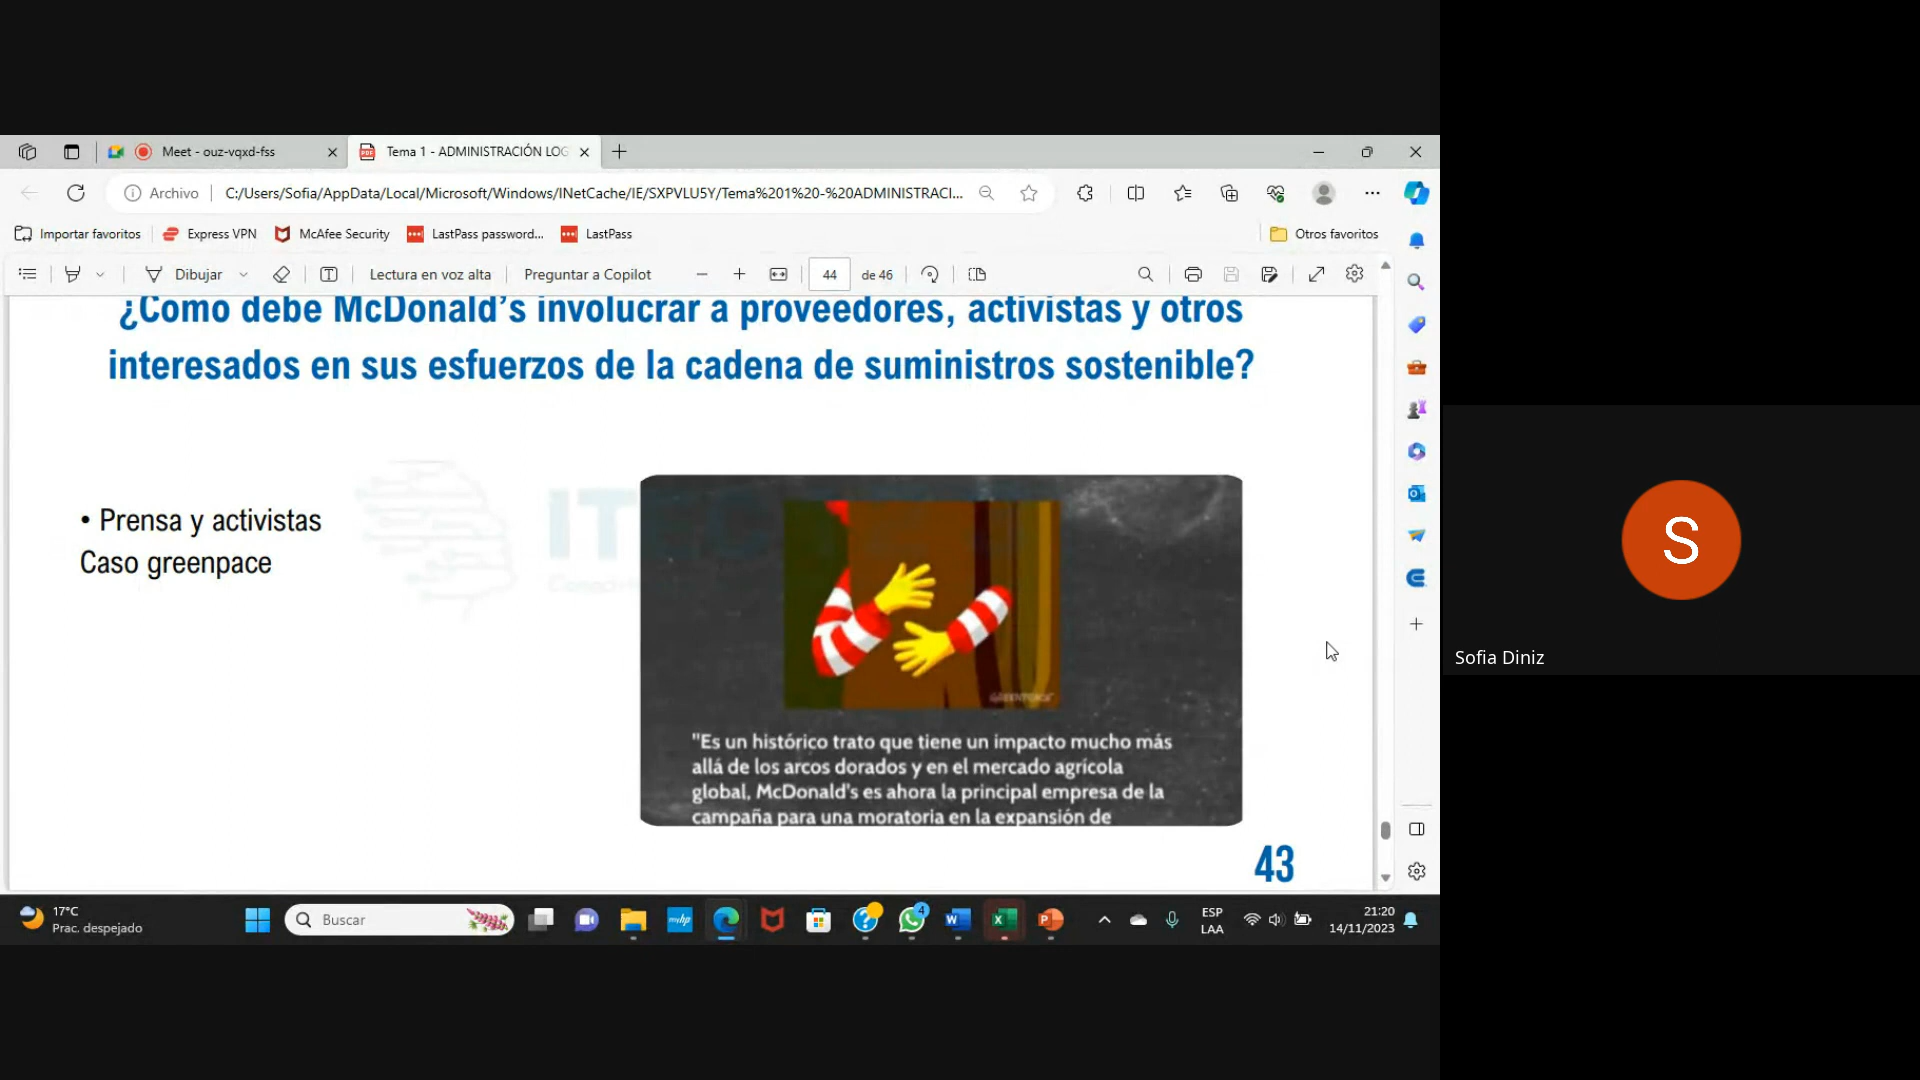 Meet - ouz-vqxd-fss
Tema 1 - ADMINISTRACIÓN LOG
Archivo
C:/Users/Sofia/AppData/Local/Microsoft/Windows/INetCache/IE/SXPVLU5Y/Tema%201%20-%20ADMINISTRACI...
Importar favoritos
Express VPN
McAfee Security
LastPass password...
LastPass
Otros favoritos
Dibujar
Lectura en voz alta
Preguntar a Copilot
44
de 46
¿Como debe McDonald's involucrar a proveedores, activistas y otros
interesados en sus esfuerzos de la cadena de suministros sostenible?
• Prensa y activistas
Caso greenpace
"Es un histórico trato que tiene un impacto mucho más
allá de los arcos dorados y en el mercado agrícola
global, McDonald's es ahora la principal empresa de la
campaña para una moratoria en la expansión de
43
S
Sofia Diniz
17°C
Prac. despejado
Buscar
myhp
4
ESP
LAA
21:20
14/11/2023